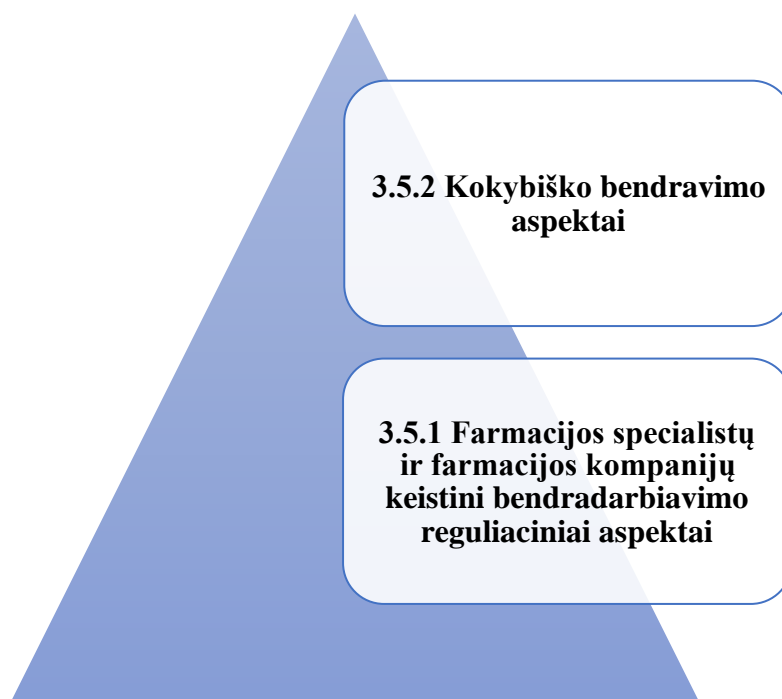 3.5.2 Kokybiško bendravimo
aspektai
3.5.1 Farmacijos specialistų
ir farmacijos kompanijų
keistini bendradarbiavimo
reguliaciniai aspektai